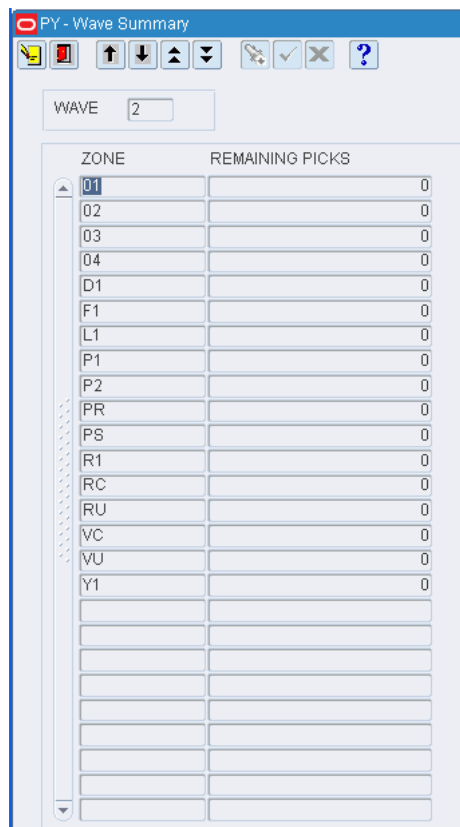 PY - Wave Summary
?
WAVE 2
ZONE REMAINING PICKS
01 0
02 0
03 0
04 0
D1 0
F1 0
L1 0
P1 0
P2 0
PR 0
PS 0
R1 0
RC 0
RU 0
VC 0
VU 0
Y1 0